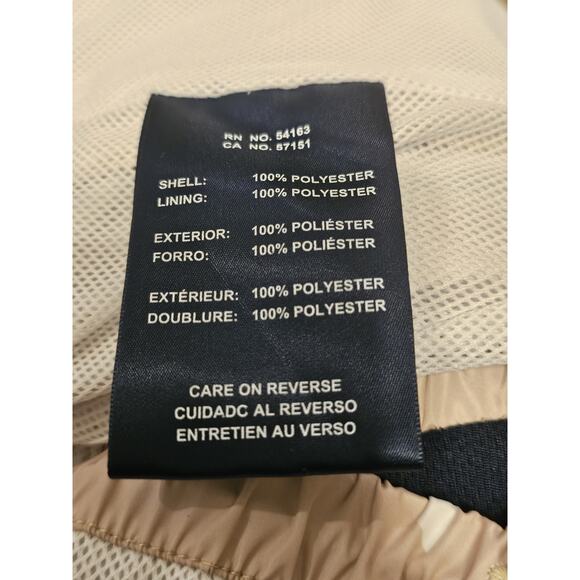 RN NO. 54163
CA NO. 57151
SHELL: 100% POLYESTER
LINING: 100% POLYESTER
EXTERIOR: 100% POLIÉSTER
FORRO: 100% POLIÉSTER
EXTÉRIEUR: 100% POLYESTER
DOUBLURE: 100% POLYESTER
CARE ON REVERSE
CUIDADC AL REVERSO
ENTRETIEN AU VERSO